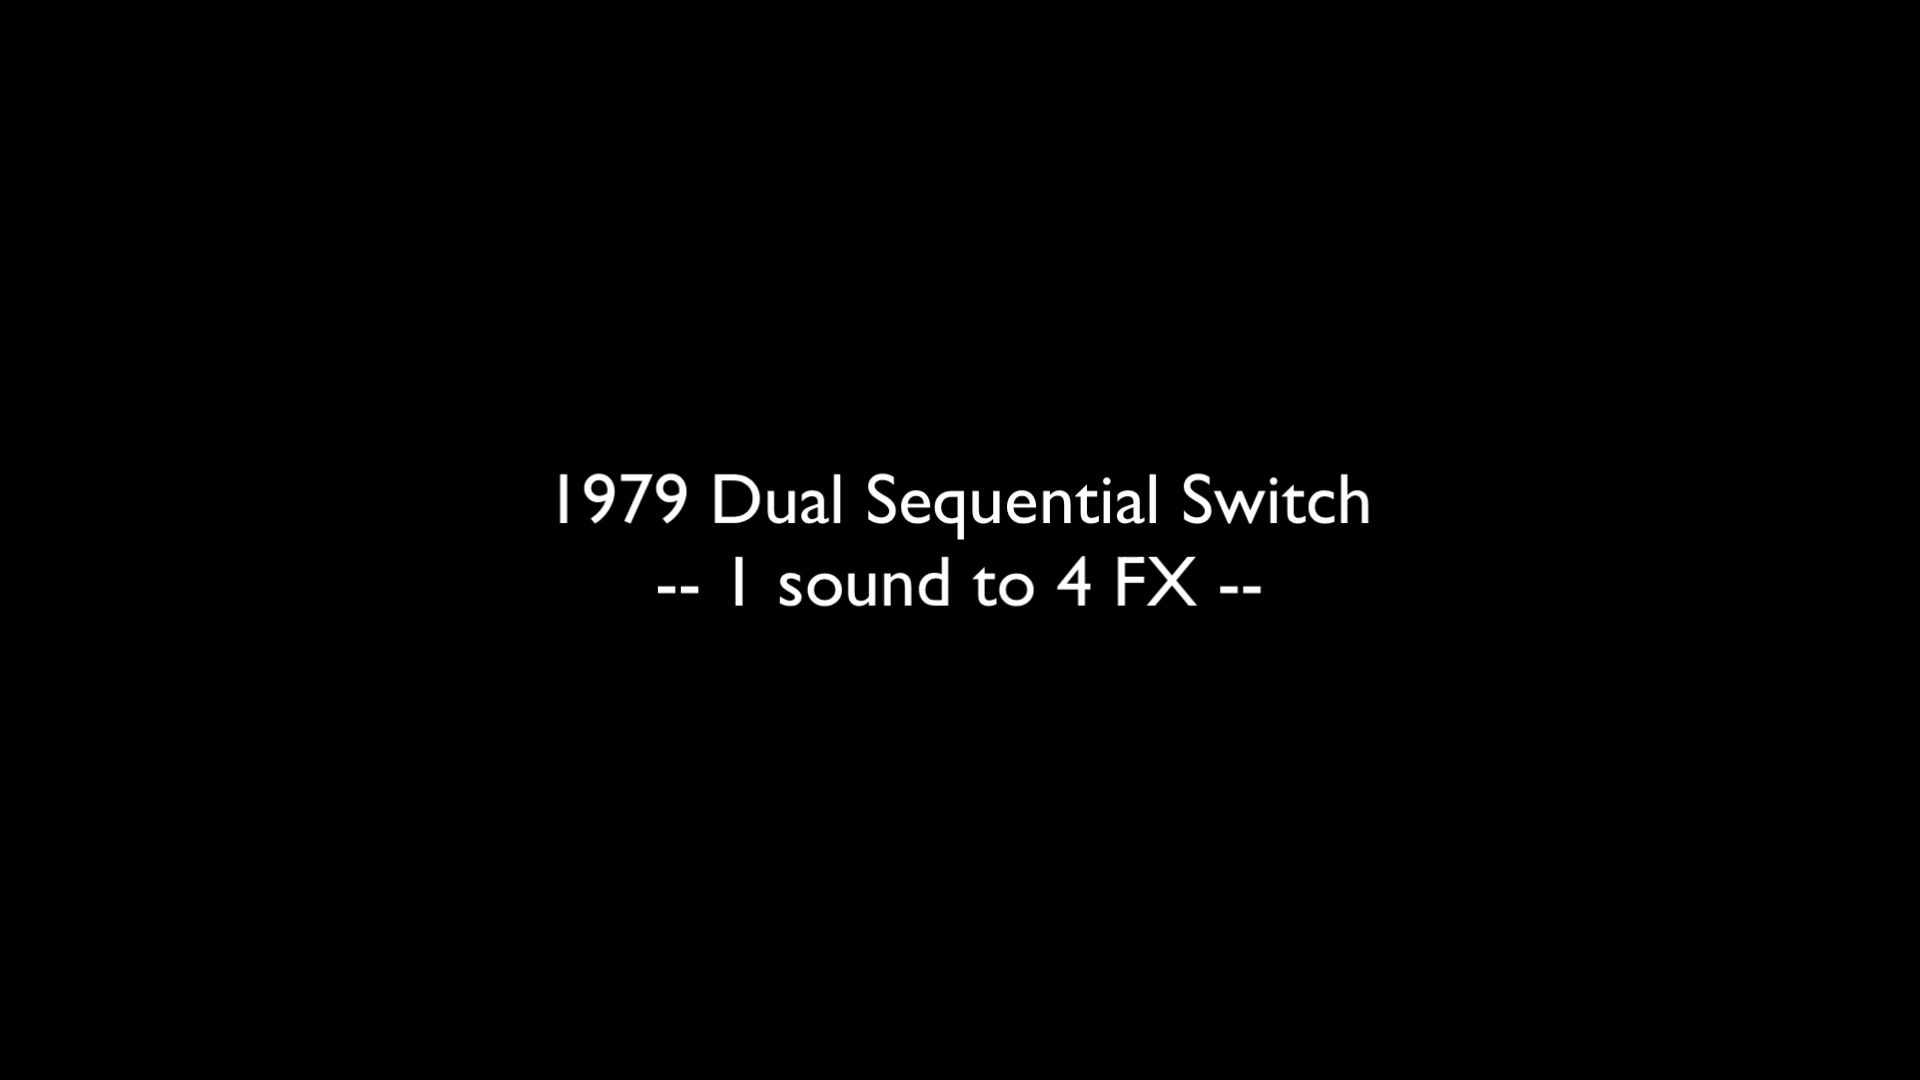 1979 Dual Sequential Switch
-- 1 sound to 4 FX --